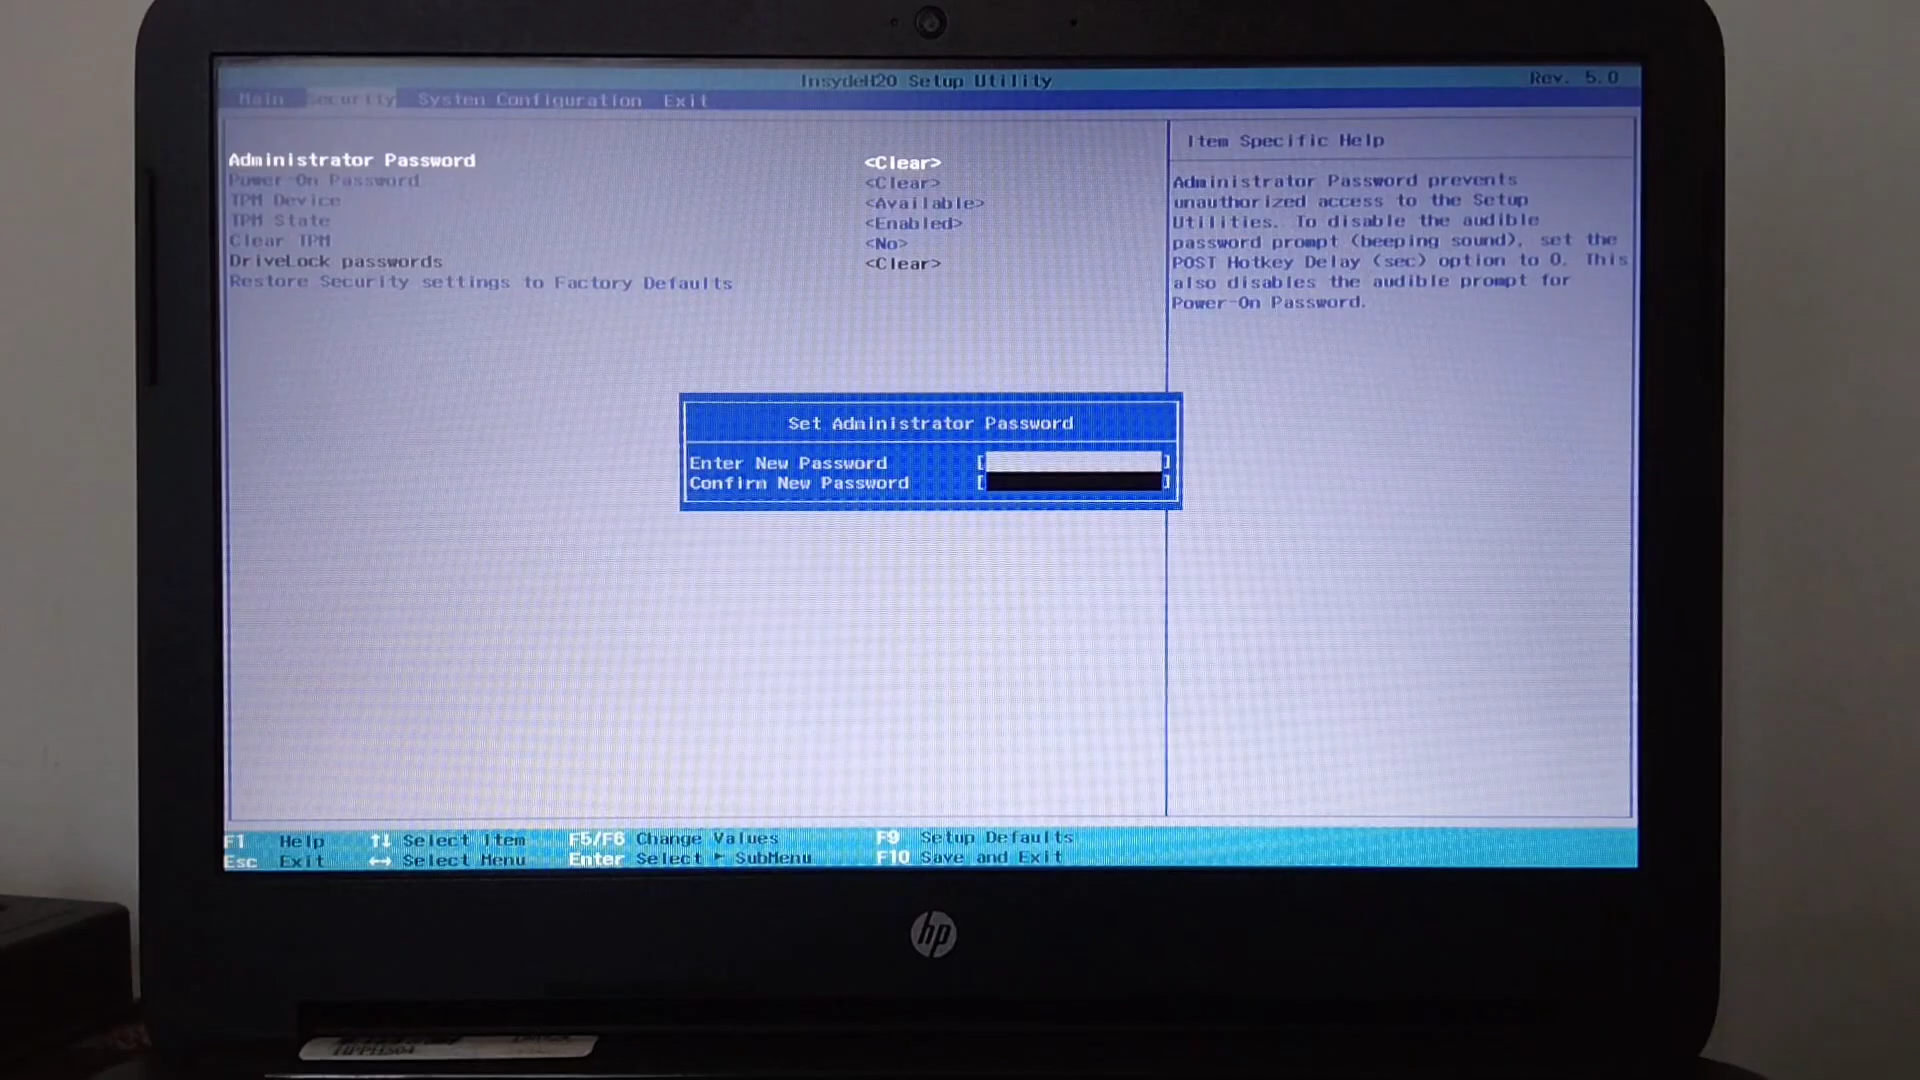 InsydeH20 Setup Utility Rev. 5.0
Main Security System Configuration Exit
Administrator Password <Clear>
Power-On Password <Clear>
TPM Device <Available>
TPM State <Enabled>
Clear TPM <No>
DriveLock passwords <Clear>
Restore Security settings to Factory Defaults
Item Specific Help
Administrator Password prevents
unauthorized access to the Setup
Utilities. To disable the audible
password prompt (beeping sound), set the
POST Hotkey Delay (sec) option to 0. This
also disables the audible prompt for
Power-On Password.
Set Administrator Password
Enter New Password [ ]
Confirm New Password [ ]
F1 Help ↑↓ Select Item F5/F6 Change Values F9 Setup Defaults
Esc Exit ↔ Select Menu Enter Select ► SubMenu F10 Save and Exit
hp